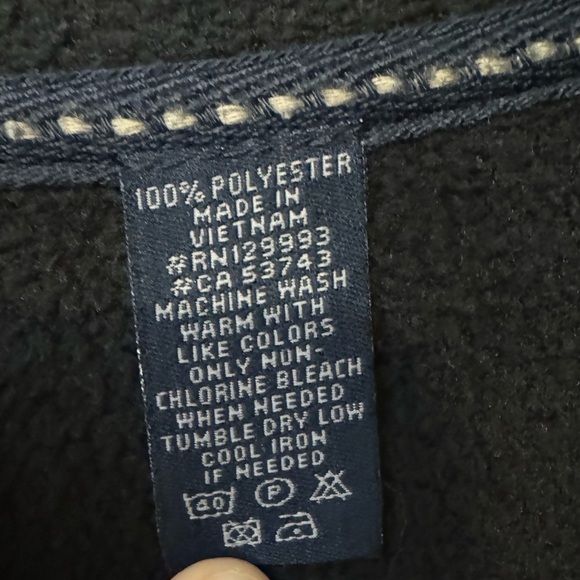 100% POLYESTER
MADE IN
VIETNAM
#RN129993
#CA 53743
MACHINE WASH
WARM WITH
LIKE COLORS
ONLY NON-
CHLORINE BLEACH
WHEN NEEDED
TUMBLE DRY LOW
COOL IRON
IF NEEDED
40 P